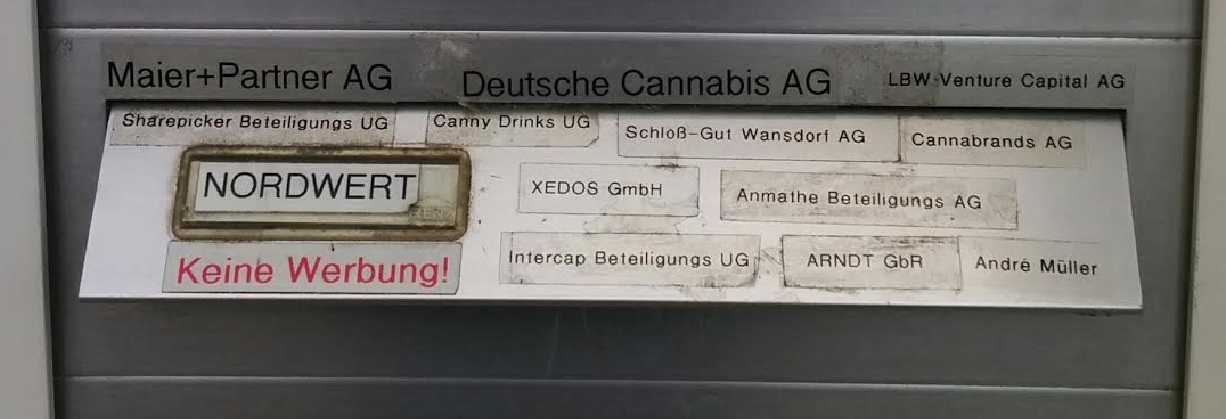 Maier+Partner AG
Deutsche Cannabis AG
LBW-Venture Capital AG
Sharepicker Beteiligungs UG
Canny Drinks UG
Schloß-Gut Wansdorf AG
Cannabrands AG
NORDWERT
XEDOS GmbH
Anmathe Beteiligungs AG
Keine Werbung!
Intercap Beteiligungs UG
ARNDT GbR
André Müller